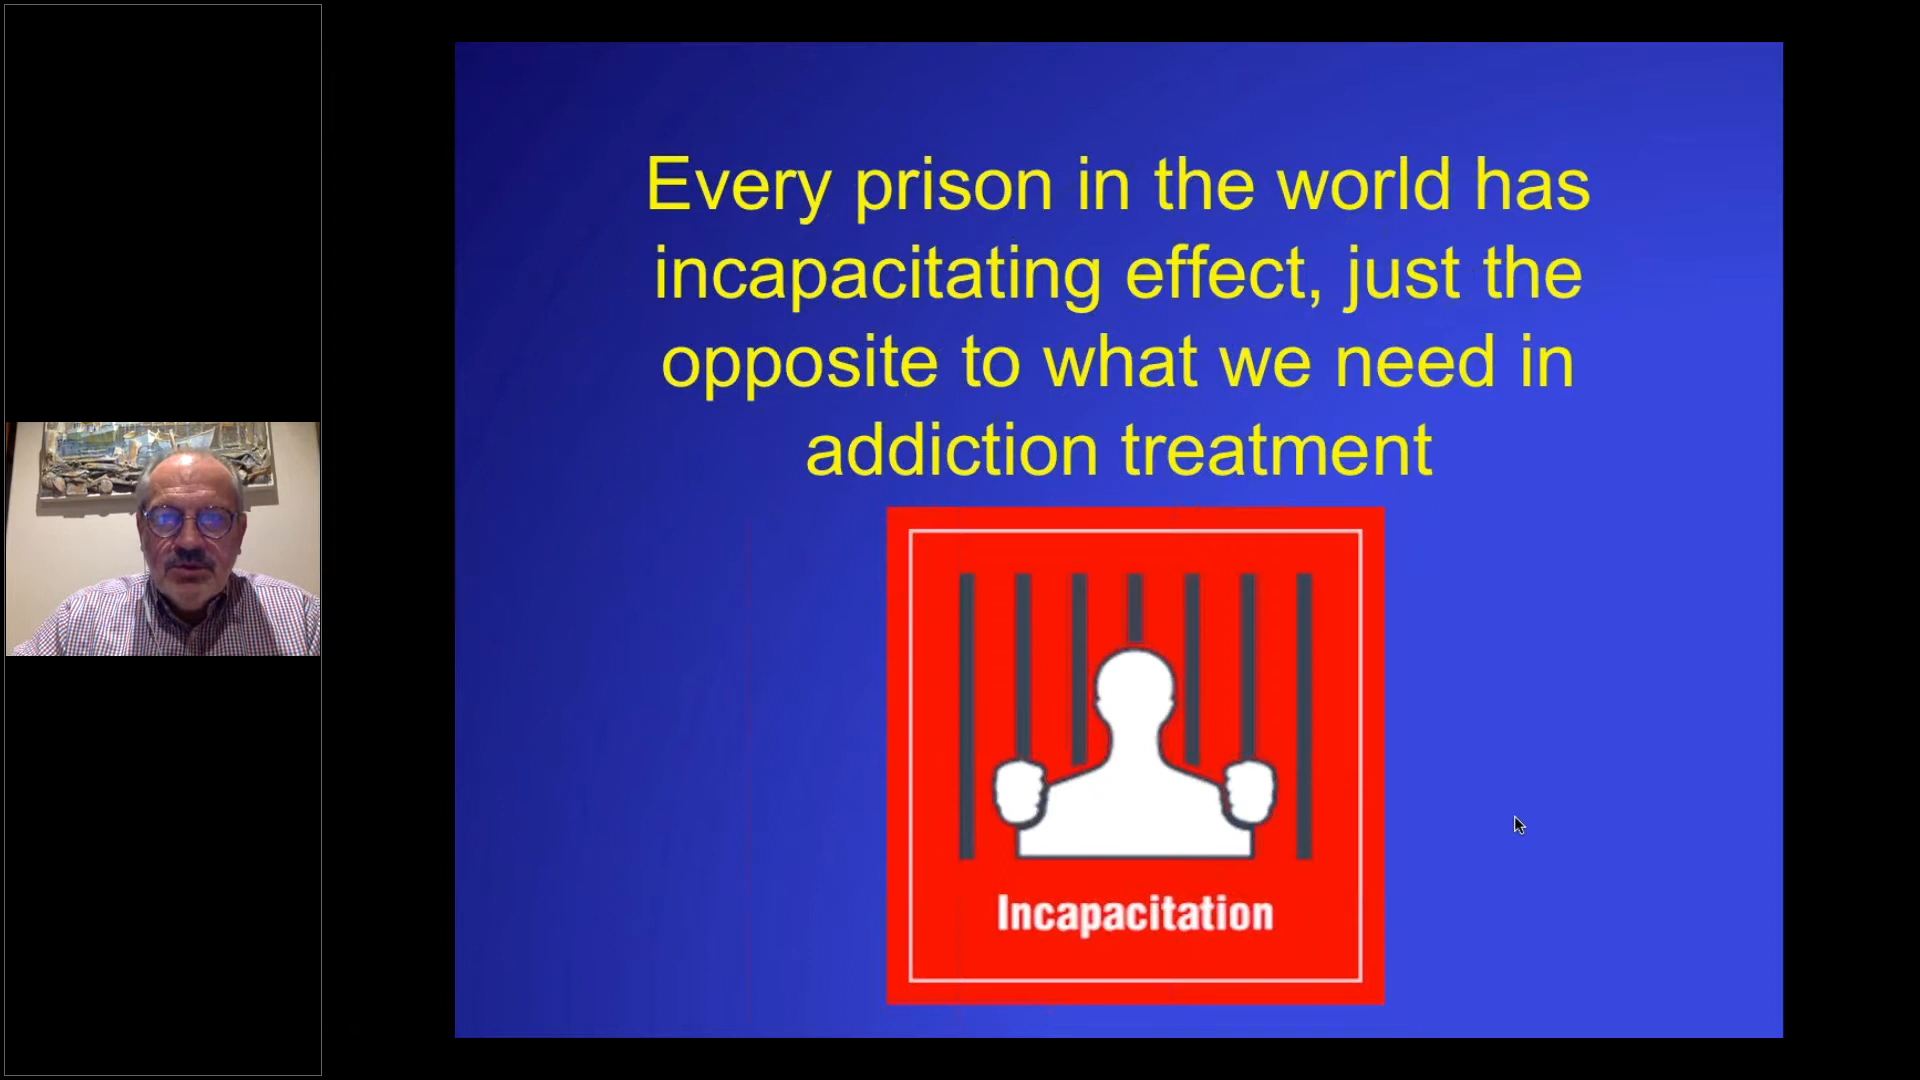 Every prison in the world has
incapacitating effect, just the
opposite to what we need in
addiction treatment
Incapacitation